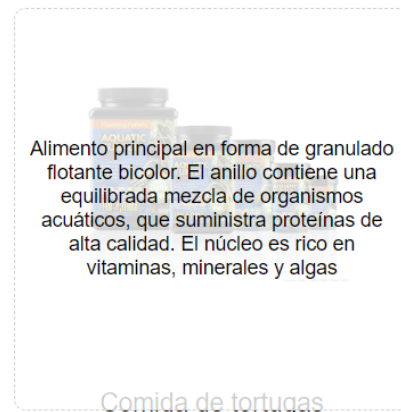 Alimento principal en forma de granulado
flotante bicolor. El anillo contiene una
equilibrada mezcla de organismos
acuáticos, que suministra proteínas de
alta calidad. El núcleo es rico en
vitaminas, minerales y algas
AQUATIC
Comida de tortugas